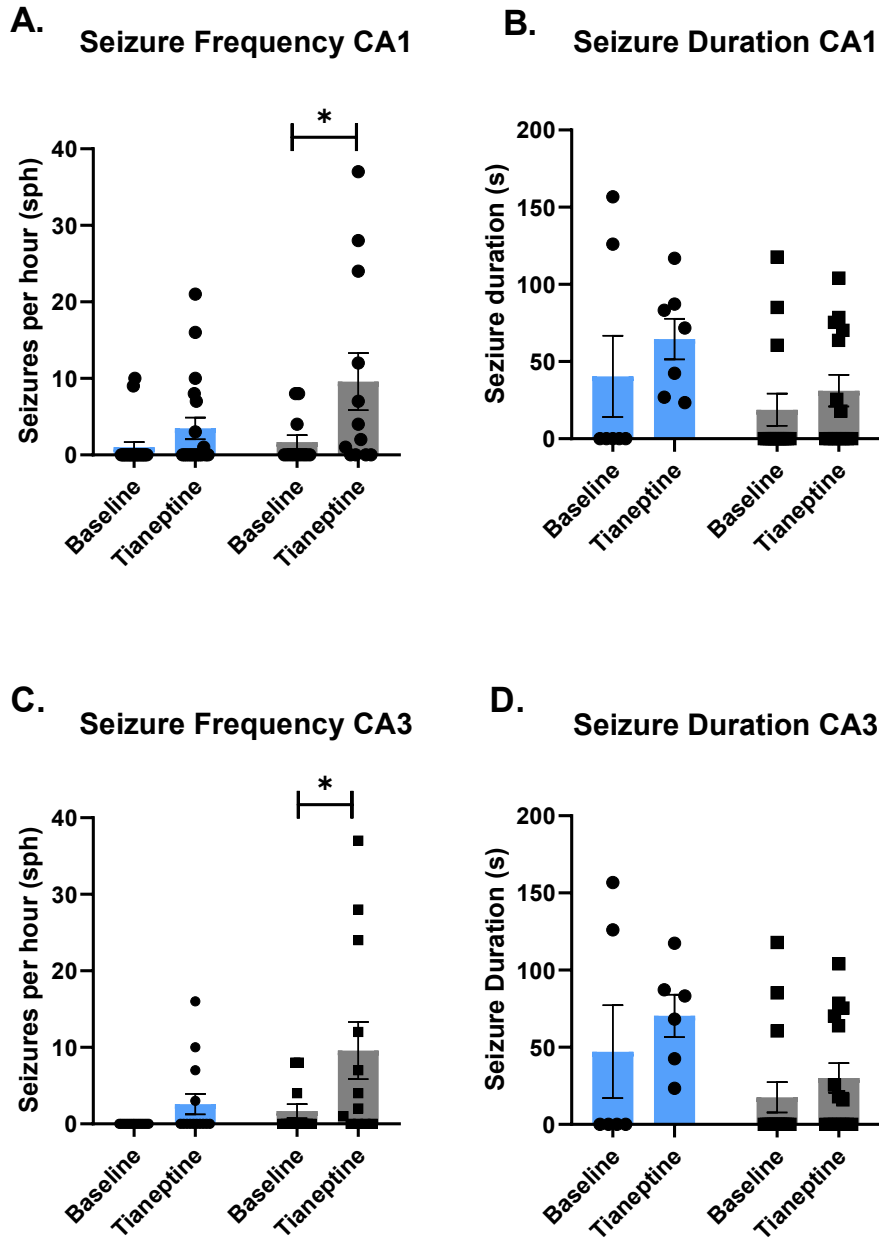 A.
Seizure Frequency CA1
*
Seizures per hour (sph)
40
30
20
10
0
Baseline
Tianeptine
Baseline
Tianeptine
B.
Seizure Duration CA1
Seziure duration (s)
200
150
100
50
0
Baseline
Tianeptine
Baseline
Tianeptine
C.
Seizure Frequency CA3
*
Seizures per hour (sph)
40
30
20
10
0
Baseline
Tianeptine
Baseline
Tianeptine
D.
Seizure Duration CA3
Seizure Duration (s)
200
150
100
50
0
Baseline
Tianeptine
Baseline
Tianeptine